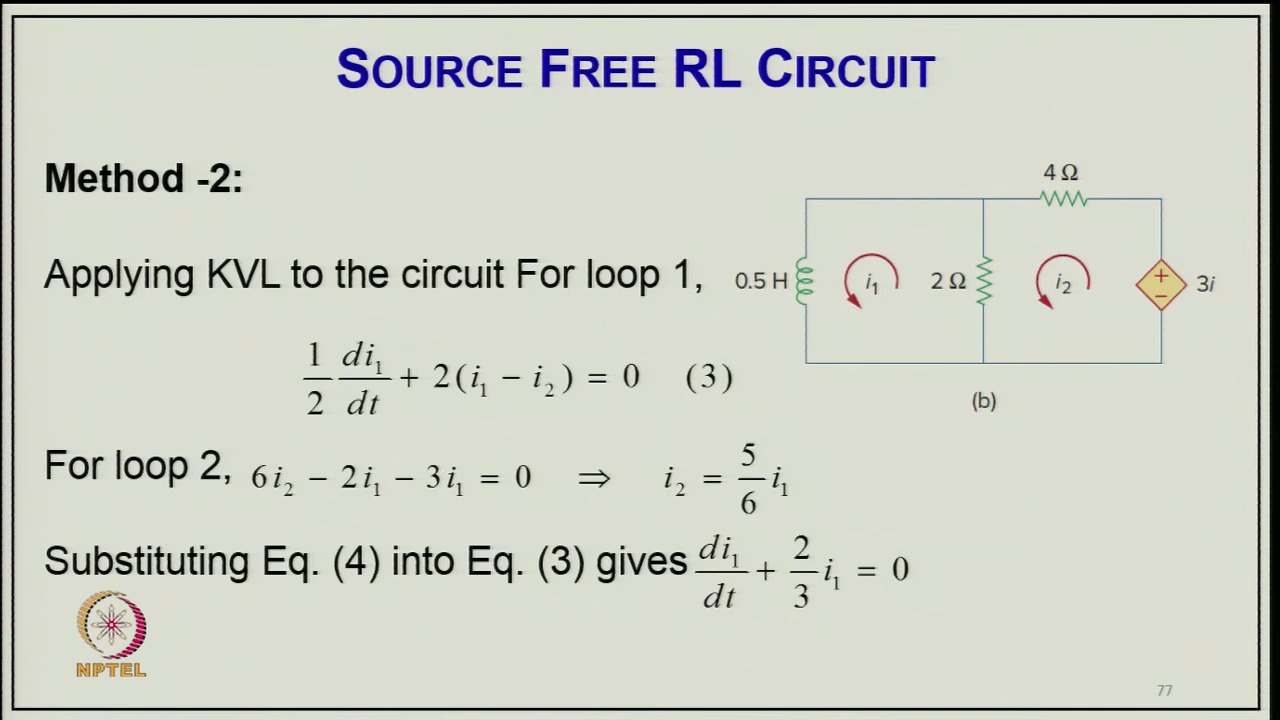 SOURCE FREE RL CIRCUIT
Method -2:
Applying KVL to the circuit For loop 1,
1/2 di₁/dt + 2(i₁ − i₂) = 0 (3)
For loop 2, 6i₂ − 2i₁ − 3i₁ = 0 ⇒ i₂ = 5/6 i₁
Substituting Eq. (4) into Eq. (3) gives di₁/dt + 2/3 i₁ = 0
4 Ω
0.5 H
i₁
2 Ω
i₂
+
−
3i
(b)
NPTEL
77